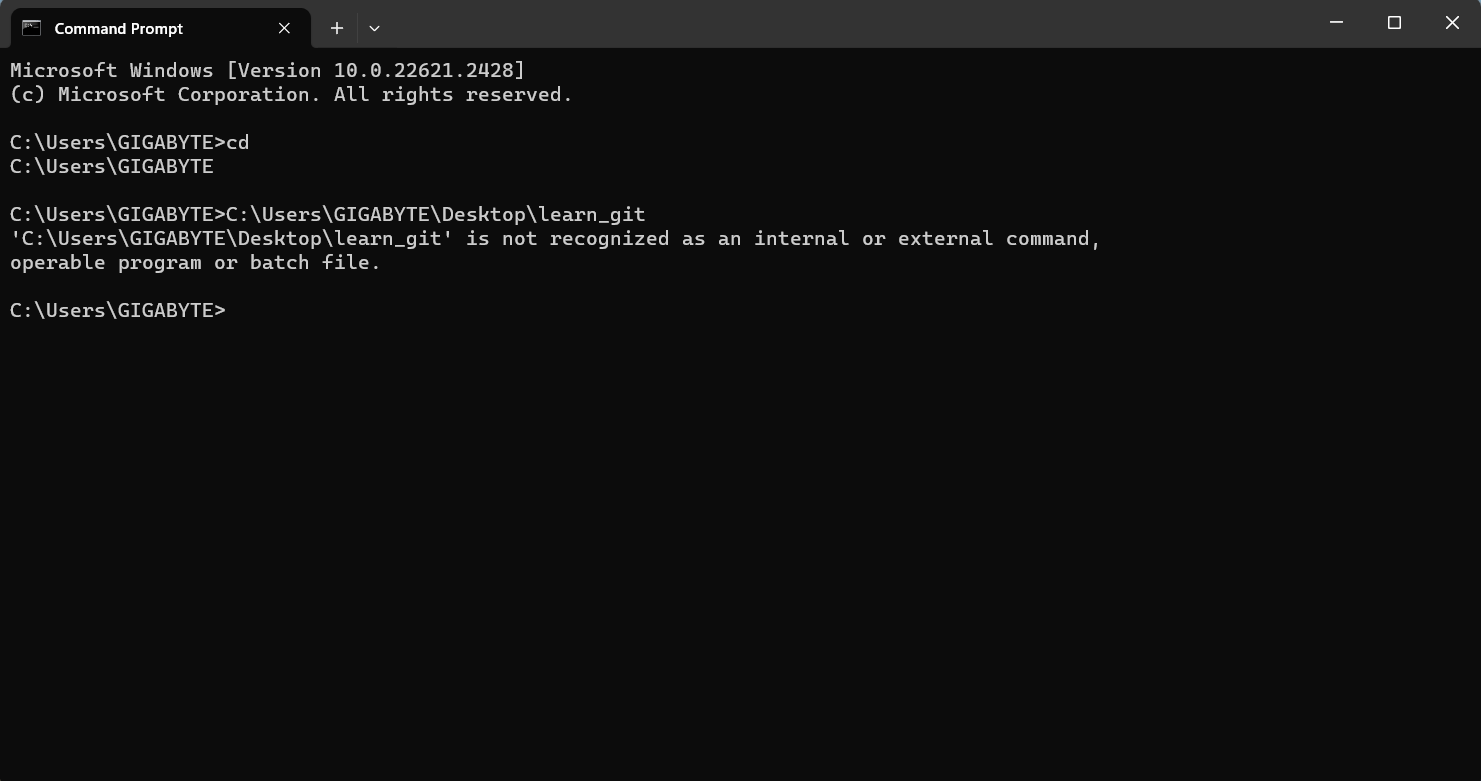 Command Prompt
Microsoft Windows [Version 10.0.22621.2428]
(c) Microsoft Corporation. All rights reserved.
C:\Users\GIGABYTE>cd
C:\Users\GIGABYTE
C:\Users\GIGABYTE>C:\Users\GIGABYTE\Desktop\learn_git
'C:\Users\GIGABYTE\Desktop\learn_git' is not recognized as an internal or external command,
operable program or batch file.
C:\Users\GIGABYTE>